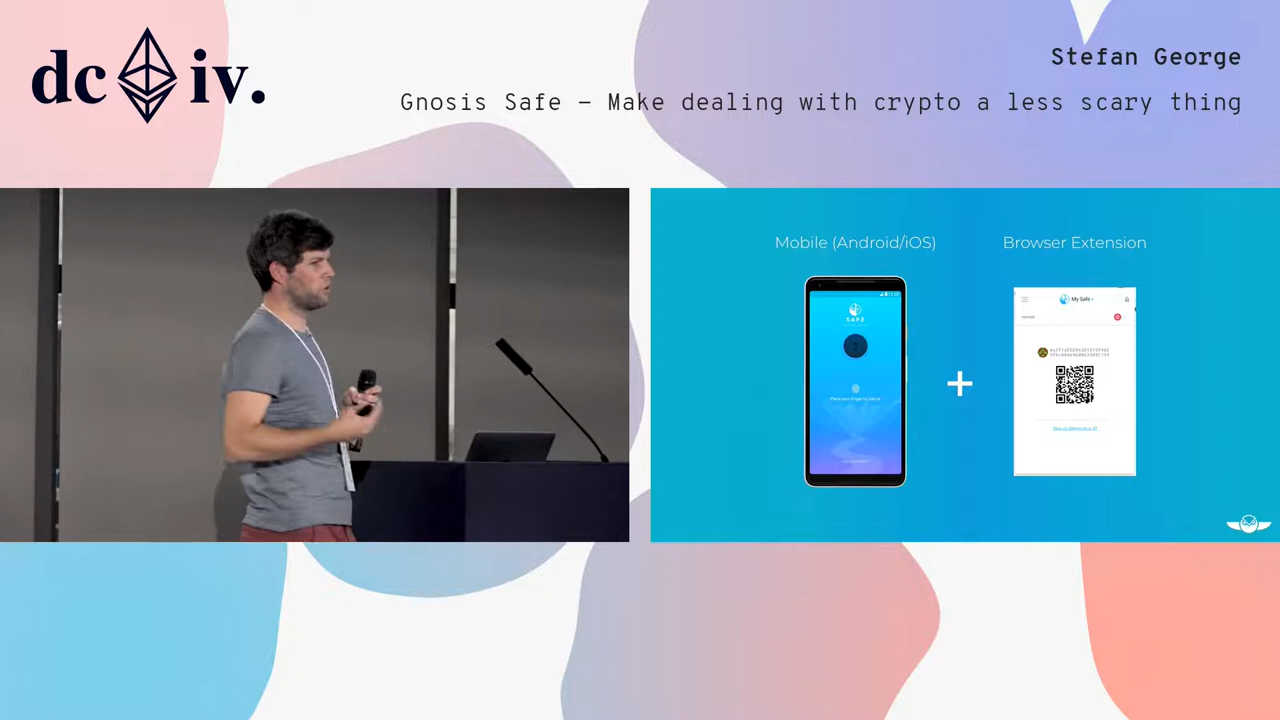 dc iv.
Stefan George
Gnosis Safe – Make dealing with crypto a less scary thing
Mobile (Android/iOS)
Browser Extension
SAFE
My Safe